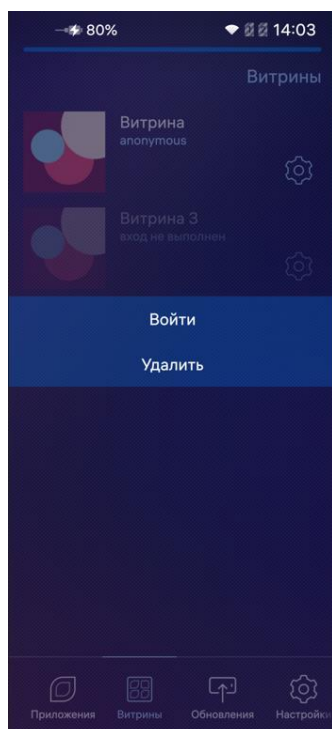 80%
14:03
Витрины
Витрина
anonymous
Витрина 3
вход не выполнен
Войти
Удалить
Приложения
Витрины
Обновления
Настройки